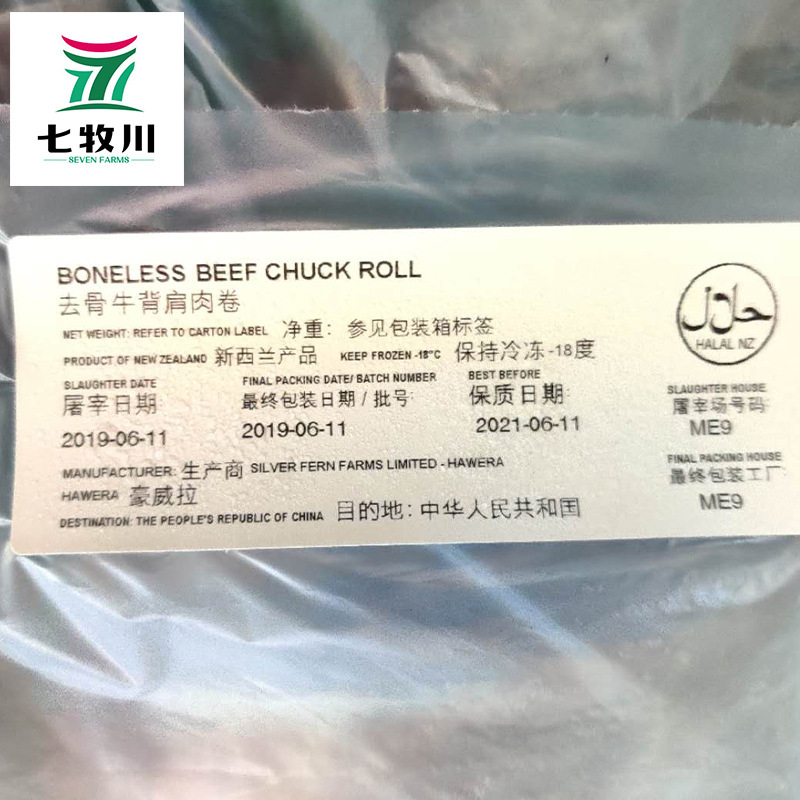 七牧川
SEVEN FARMS
BONELESS BEEF CHUCK ROLL
去骨牛背肩肉卷
NET WEIGHT: REFER TO CARTON LABEL 净重: 参见包装箱标签
PRODUCT OF NEW ZEALAND 新西兰产品 KEEP FROZEN -18°C 保持冷冻-18度
SLAUGHTER DATE FINAL PACKING DATE/ BATCH NUMBER BEST BEFORE
屠宰日期 最终包装日期 / 批号 保质日期
2019-06-11 2019-06-11 2021-06-11
MANUFACTURER: 生产商 SILVER FERN FARMS LIMITED - HAWERA
HAWERA 豪威拉
DESTINATION: THE PEOPLE'S REPUBLIC OF CHINA 目的地: 中华人民共和国
حلال
HALAL NZ
SLAUGHTER HOUSE
屠宰场号码
ME9
FINAL PACKING HOUSE
最终包装工厂
ME9